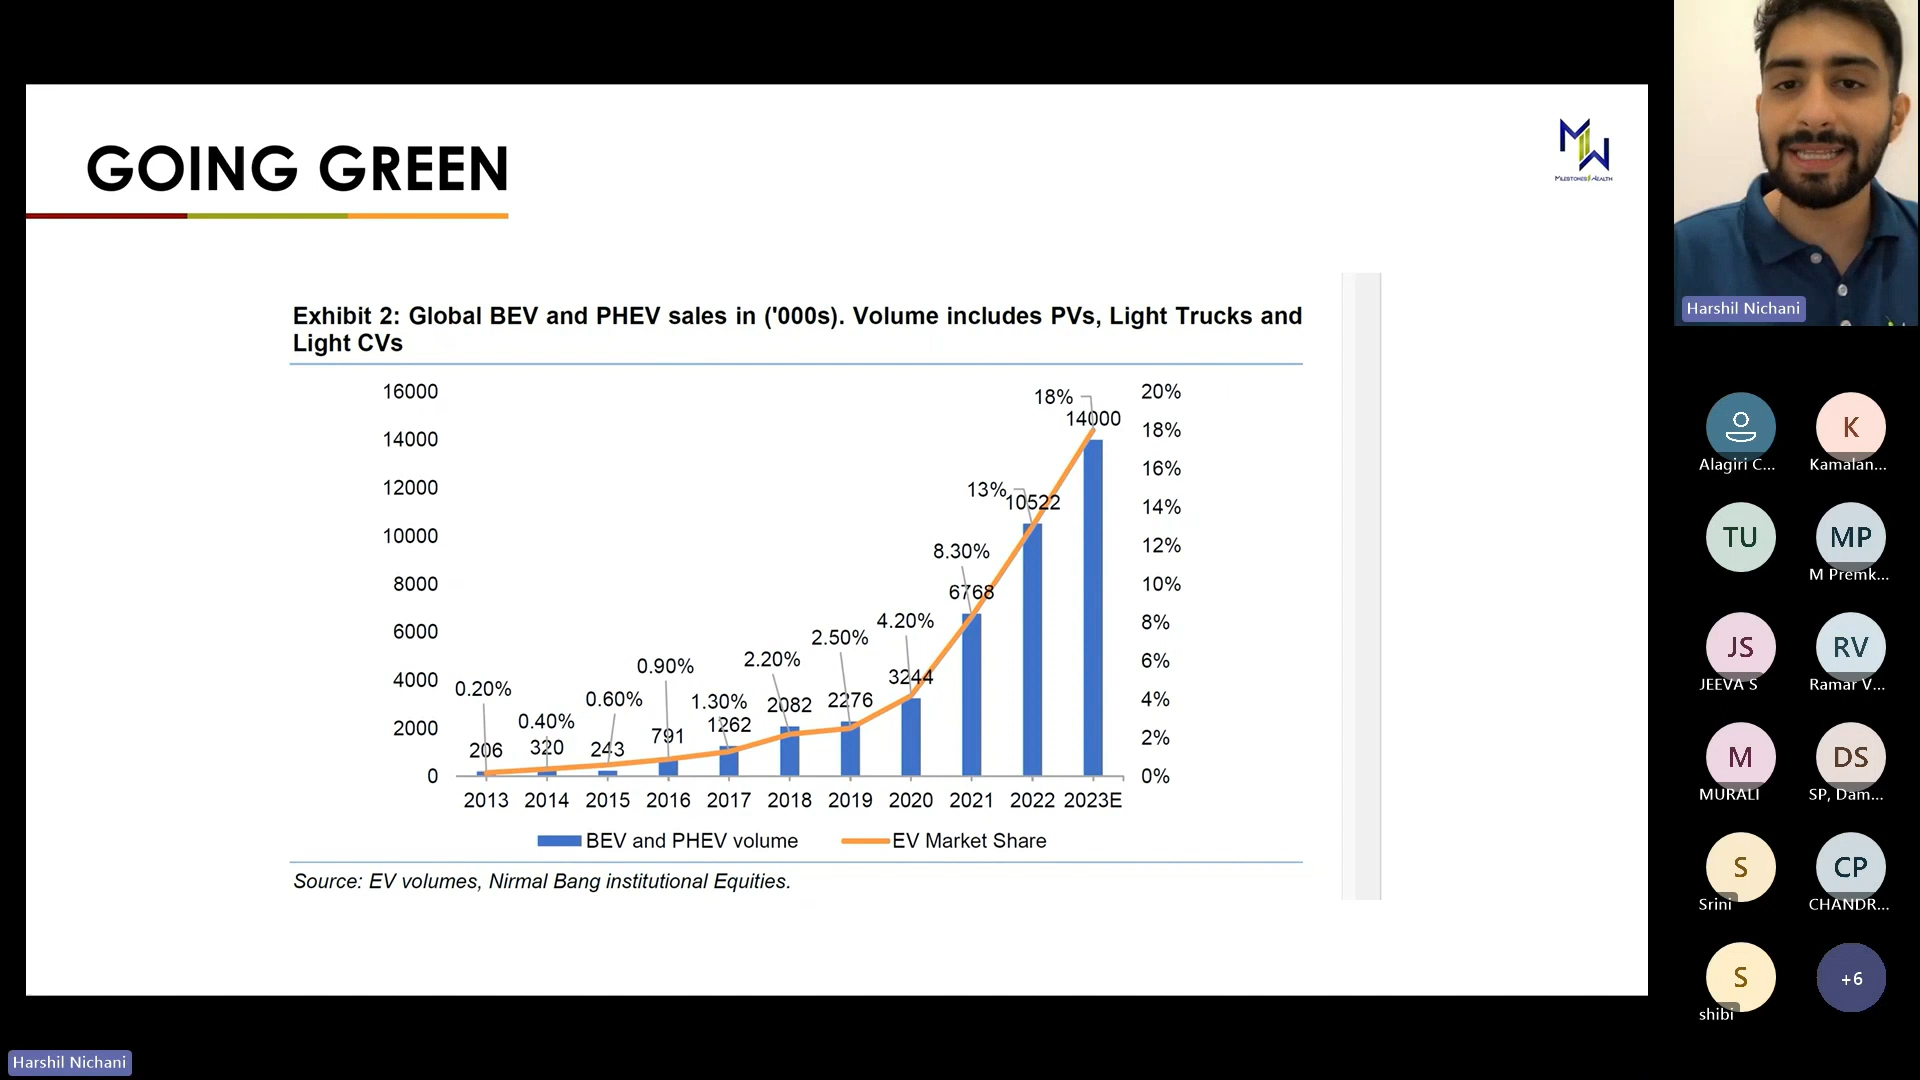 GOING GREEN
MILESTONES WEALTH
Exhibit 2: Global BEV and PHEV sales in ('000s). Volume includes PVs, Light Trucks and
Light CVs
16000
14000
12000
10000
8000
6000
4000
2000
0
20%
18%
16%
14%
12%
10%
8%
6%
4%
2%
0%
0.20%
0.40%
0.60%
0.90%
1.30%
2.20%
2.50%
4.20%
8.30%
13%
18%
206
320
243
791
1262
2082
2276
3244
6768
10522
14000
2013 2014 2015 2016 2017 2018 2019 2020 2021 2022 2023E
BEV and PHEV volume
EV Market Share
Source: EV volumes, Nirmal Bang institutional Equities.
Harshil Nichani
Alagiri C...
K
Kamalan...
TU
MP
M Premk...
JS
JEEVA S
RV
Ramar V...
M
MURALI
DS
SP, Dam...
S
Srini
CP
CHANDR...
S
shibi
+6
Harshil Nichani